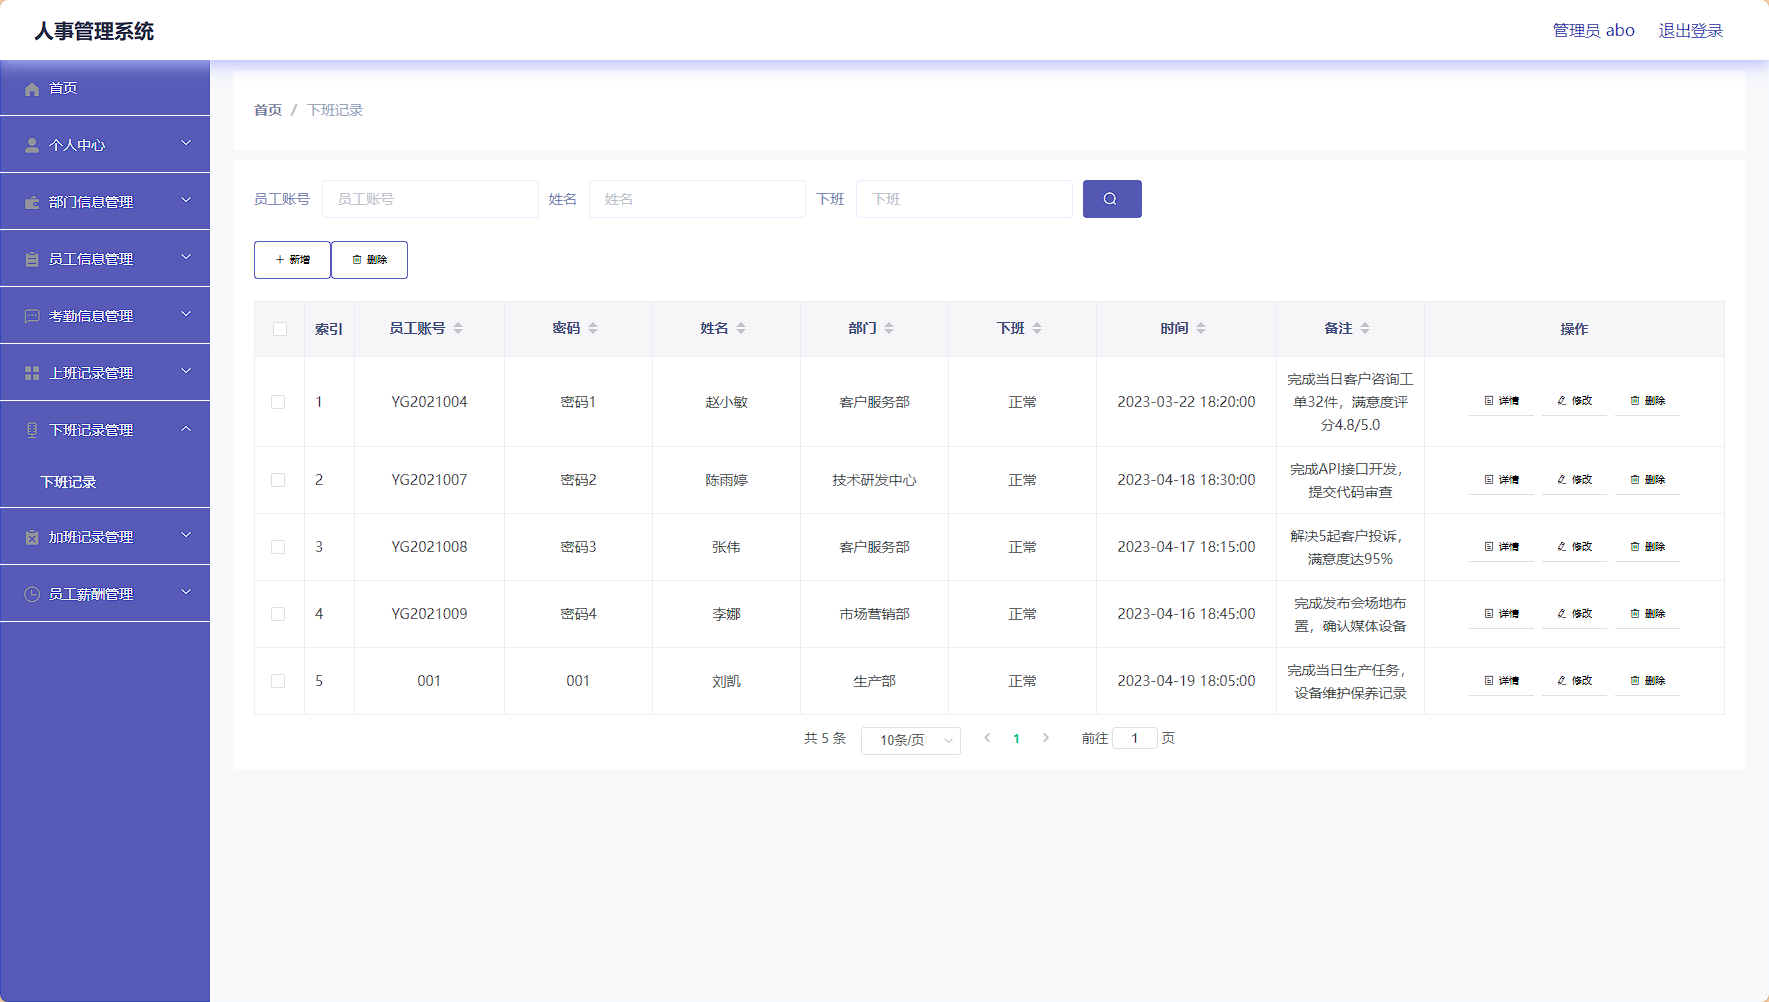 人事管理系统
管理员 abo 退出登录
首页
个人中心
部门信息管理
员工信息管理
考勤信息管理
上班记录管理
下班记录管理
下班记录
加班记录管理
员工薪酬管理
首页 / 下班记录
员工账号 员工账号 姓名 姓名 下班 下班
新增 删除
索引 员工账号 密码 姓名 部门 下班 时间 备注 操作
1 YG2021004 密码1 赵小敏 客户服务部 正常 2023-03-22 18:20:00 完成当日客户咨询工
单32件，满意度评
分4.8/5.0
详情 修改 删除
2 YG2021007 密码2 陈雨婷 技术研发中心 正常 2023-04-18 18:30:00 完成API接口开发，
提交代码审查
详情 修改 删除
3 YG2021008 密码3 张伟 客户服务部 正常 2023-04-17 18:15:00 解决5起客户投诉，
满意度达95%
详情 修改 删除
4 YG2021009 密码4 李娜 市场营销部 正常 2023-04-16 18:45:00 完成发布会场地布
置，确认媒体设备
详情 修改 删除
5 001 001 刘凯 生产部 正常 2023-04-19 18:05:00 完成当日生产任务，
设备维护保养记录
详情 修改 删除
共 5 条 10条/页 1 前往 1 页